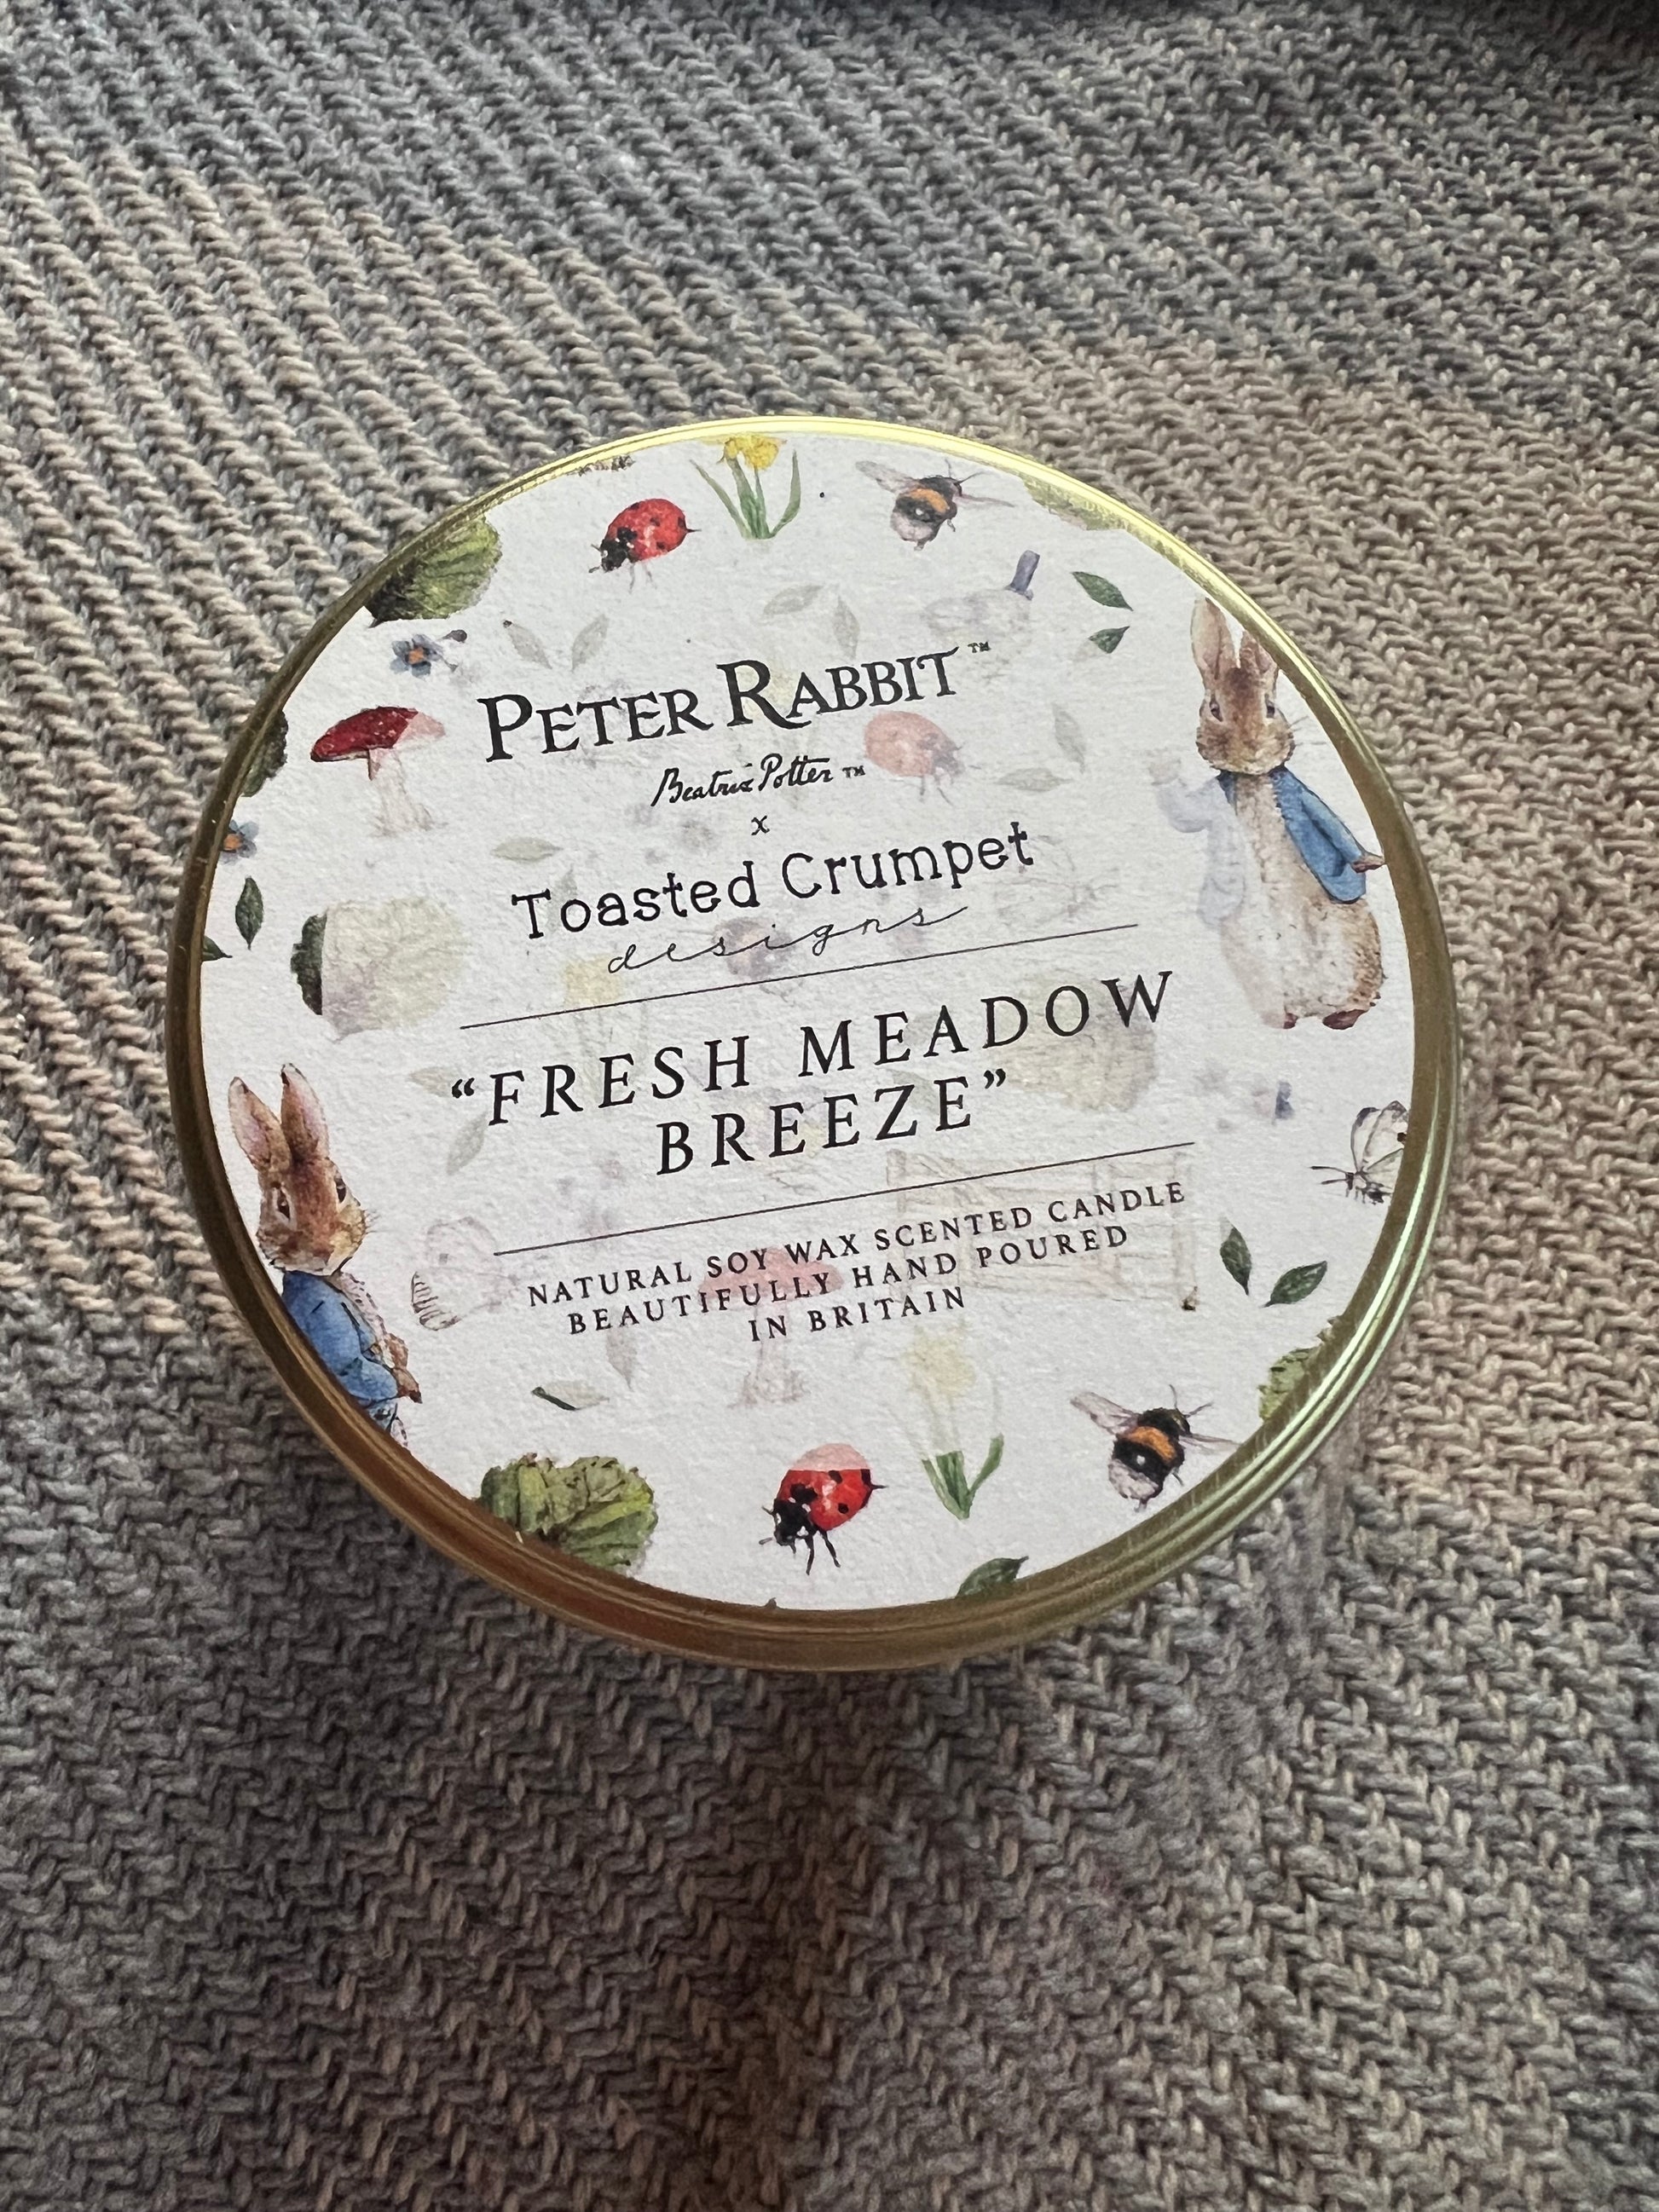 PETER RABBIT™
Beatrix Potter™
x
Toasted Crumpet
designs
“FRESH MEADOW
BREEZE”
NATURAL SOY WAX SCENTED CANDLE
BEAUTIFULLY HAND POURED
IN BRITAIN